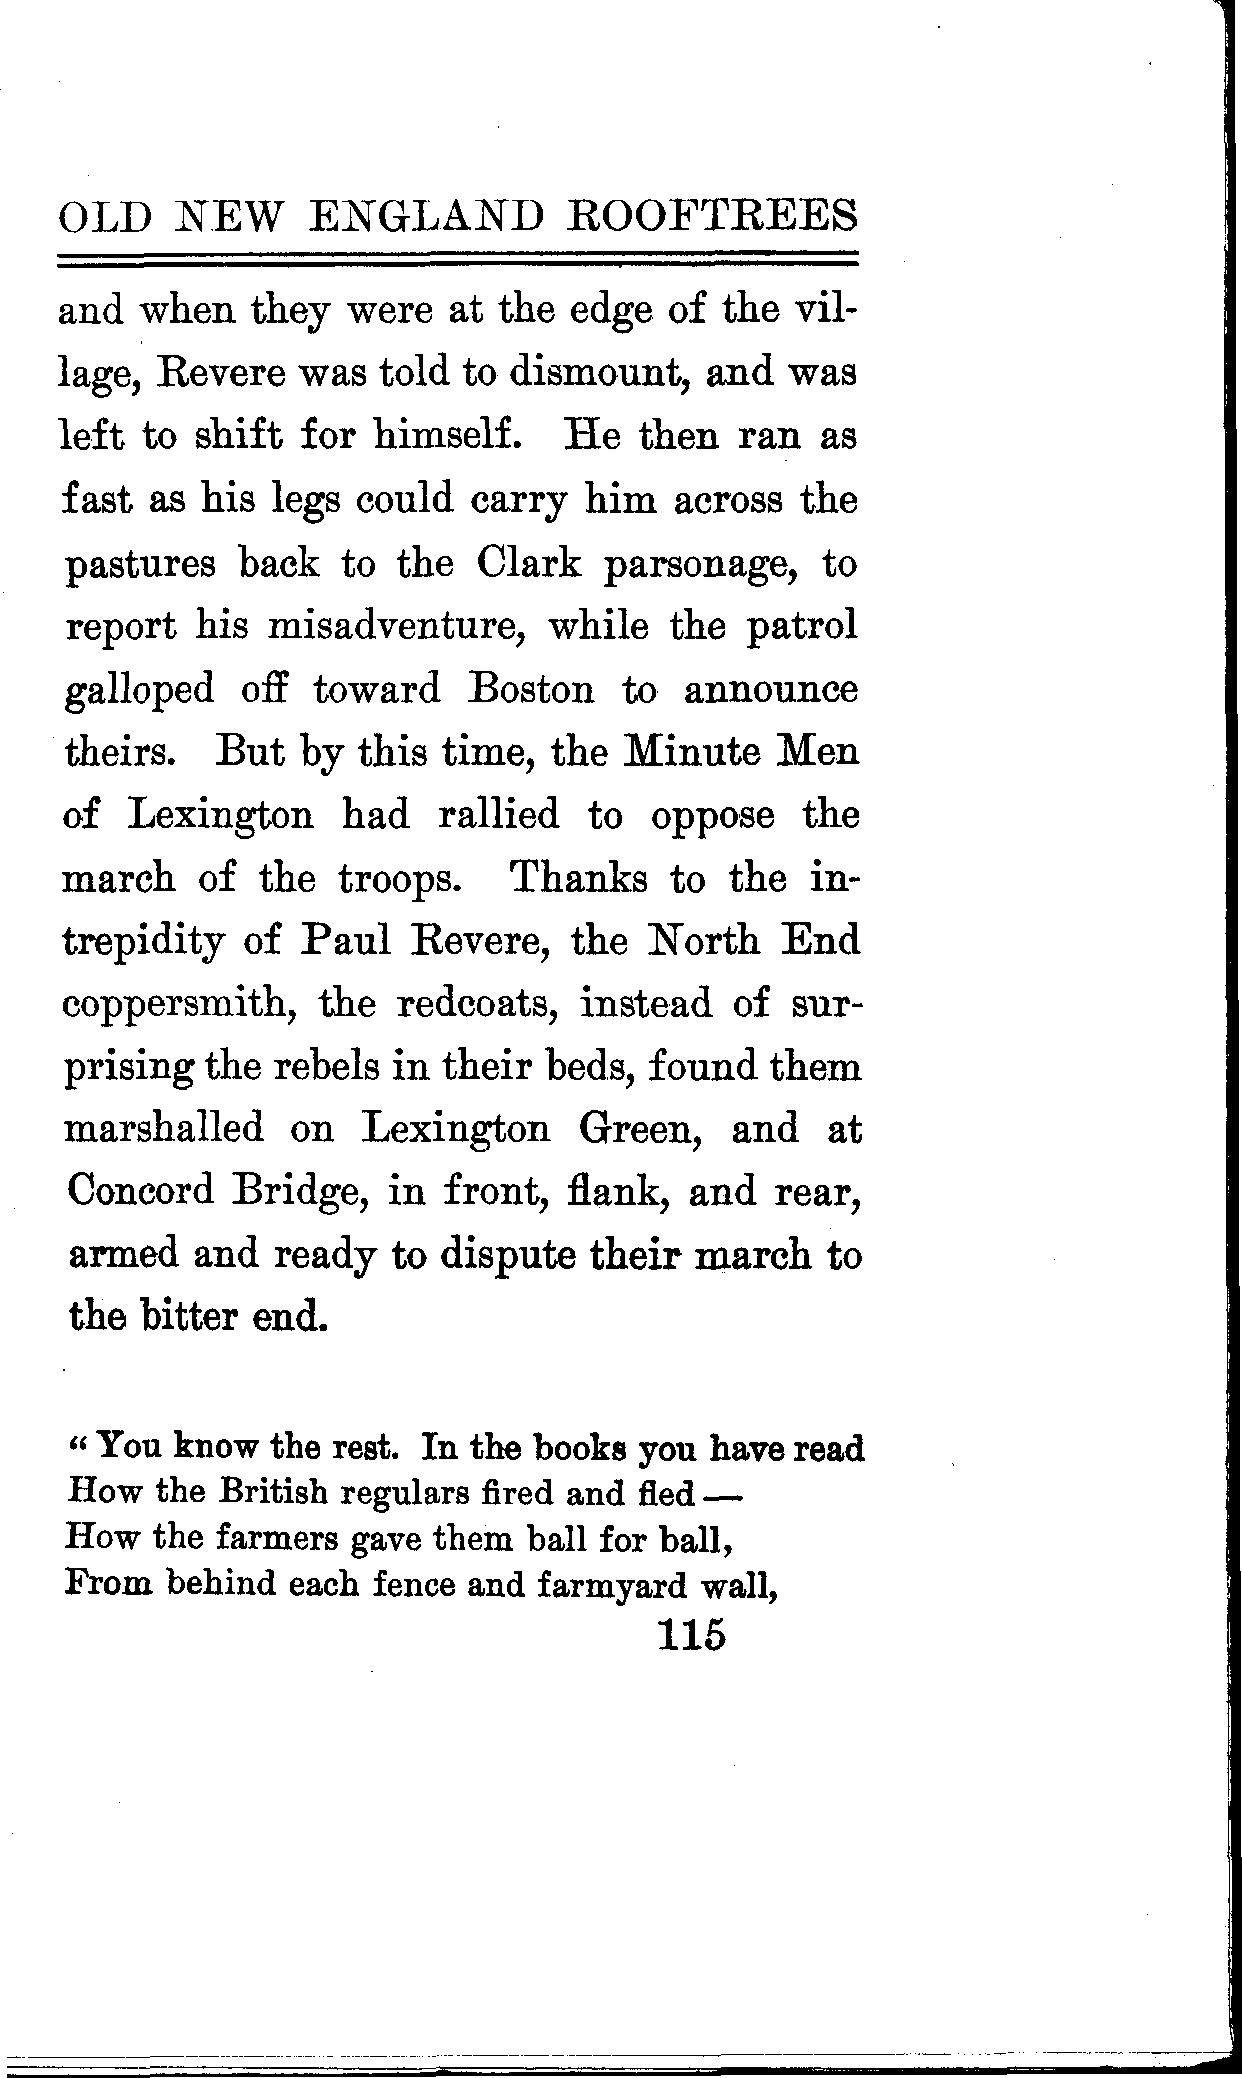 OLD NEW ENGLAND ROOFTREES
and when they were at the edge of the vil-
lage, Revere was told to dismount, and was
left to shift for himself. He then ran as
fast as his legs could carry him across the
pastures back to the Clark parsonage, to
report his misadventure, while the patrol
galloped off toward Boston to announce
theirs. But by this time, the Minute Men
of Lexington had rallied to oppose the
march of the troops. Thanks to the in-
trepidity of Paul Revere, the North End
coppersmith, the redcoats, instead of sur-
prising the rebels in their beds, found them
marshalled on Lexington Green, and at
Concord Bridge, in front, flank, and rear,
armed and ready to dispute their march to
the bitter end.
“ You know the rest. In the books you have read
How the British regulars fired and fled —
How the farmers gave them ball for ball,
From behind each fence and farmyard wall,
115